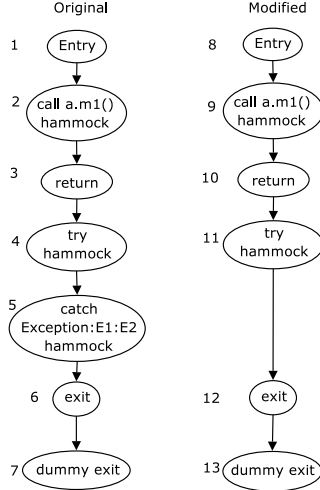 Original
1
Entry
2
call a.m1()
hammock
3
return
4
try
hammock
5
catch
Exception:E1:E2
hammock
6
exit
7
dummy exit
Modified
8
Entry
9
call a.m1()
hammock
10
return
11
try
hammock
12
exit
13
dummy exit